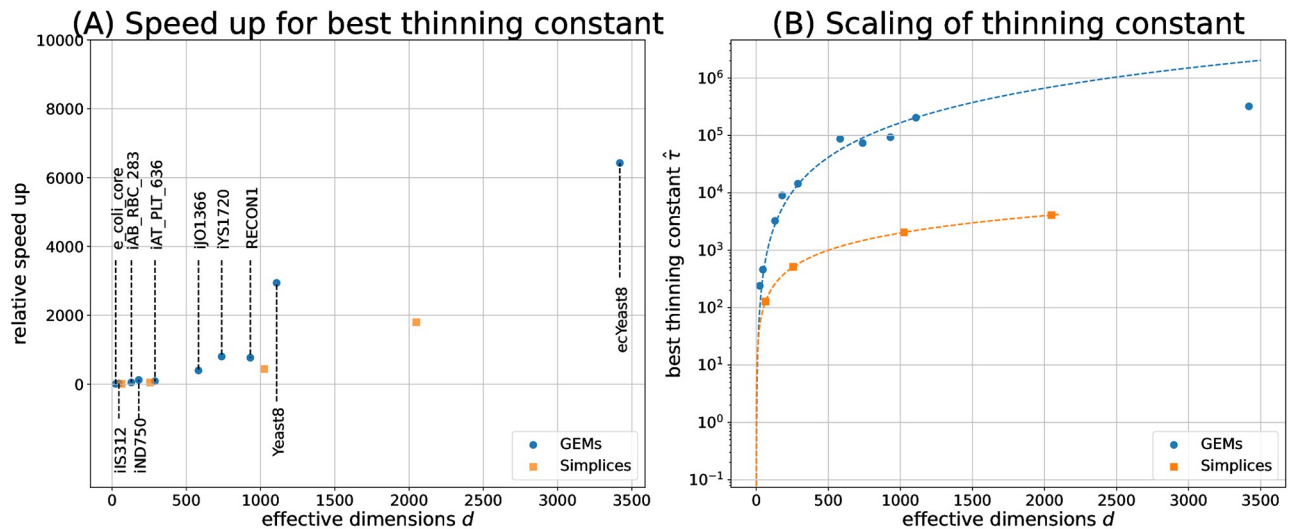 (A) Speed up for best thinning constant
10000
8000
6000
4000
2000
0
relative speed up
e_coli_core
iAB_RBC_283
iAT_PLT_636
iJO1366
iYS1720
RECON1
iIS312
iND750
Yeast8
ecYeast8
GEMs
Simplices
0 500 1000 1500 2000 2500 3000 3500
effective dimensions d
(B) Scaling of thinning constant
10^6
10^5
10^4
10^3
10^2
10^1
10^0
10^−1
best thinning constant τ̂
GEMs
Simplices
0 500 1000 1500 2000 2500 3000 3500
effective dimensions d